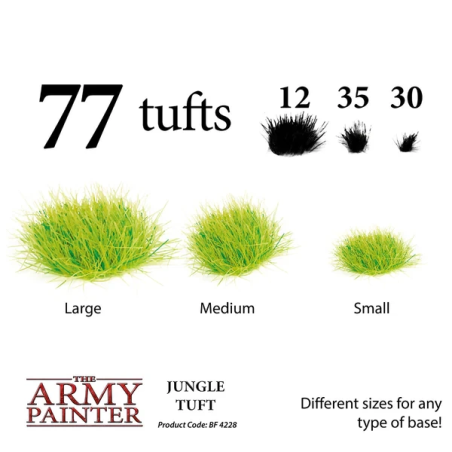 77 tufts
12 35 30
Large Medium Small
THE
ARMY
PAINTER
JUNGLE
TUFT
Product Code: BF 4228
Different sizes for any
type of base!